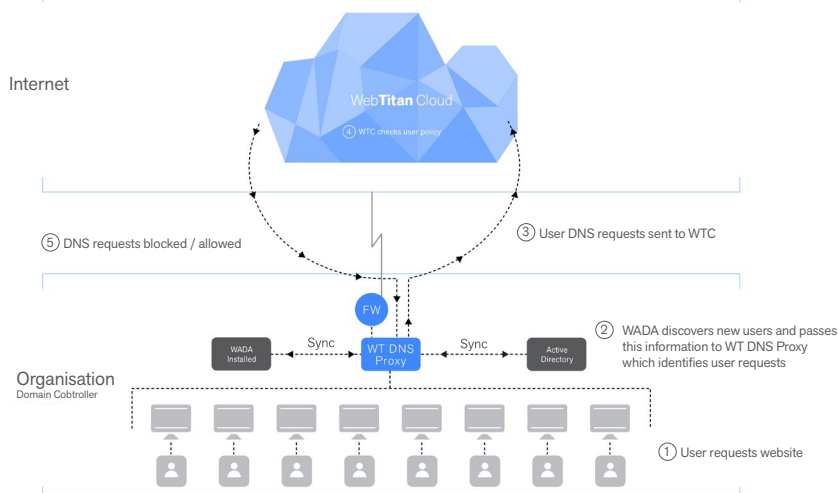 Internet
WebTitan Cloud
4 WTC checks user policy
5 DNS requests blocked / allowed
3 User DNS requests sent to WTC
FW
WADA
Installed
Sync
WT DNS
Proxy
Sync
Active
Directory
2 WADA discovers new users and passes
this information to WT DNS Proxy
which identifies user requests
Organisation
Domain Cobtroller
1 User requests website